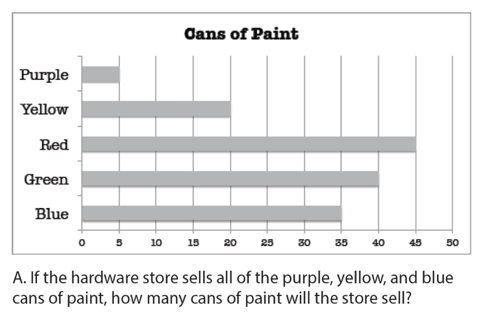 Cans of Paint
Purple
Yellow
Red
Green
Blue
0 5 10 15 20 25 30 35 40 45 50
A. If the hardware store sells all of the purple, yellow, and blue
cans of paint, how many cans of paint will the store sell?